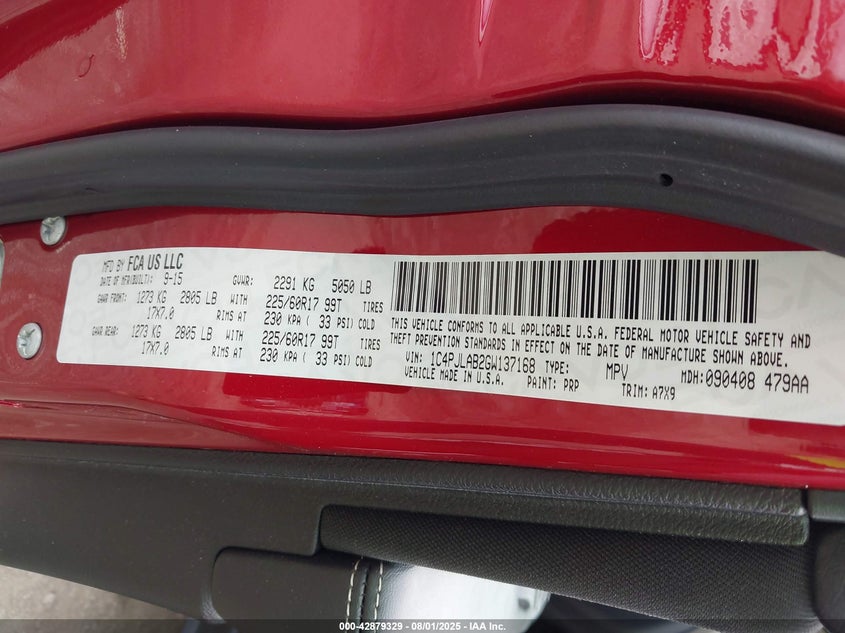 MFD BY FCA US LLC
DATE OF MFR(BUILT): 9-15 GVWR: 2291 KG 5050 LB
GAWR FRONT: 1273 KG 2805 LB WITH 225/60R17 99T TIRES
17X7.0 RIMS AT 230 KPA ( 33 PSI) COLD
GAWR REAR: 1273 KG 2805 LB WITH 225/60R17 99T TIRES
17X7.0 RIMS AT 230 KPA ( 33 PSI) COLD
THIS VEHICLE CONFORMS TO ALL APPLICABLE U.S.A. FEDERAL MOTOR VEHICLE SAFETY AND
THEFT PREVENTION STANDARDS IN EFFECT ON THE DATE OF MANUFACTURE SHOWN ABOVE.
VIN: 1C4PJLAB2GW137168 TYPE: MPV MDH:090408 479AA
VEHICLE MADE IN U.S.A. PAINT: PRP TRIM: A7X9
000-42879329 - 08/01/2025 - IAA Inc.